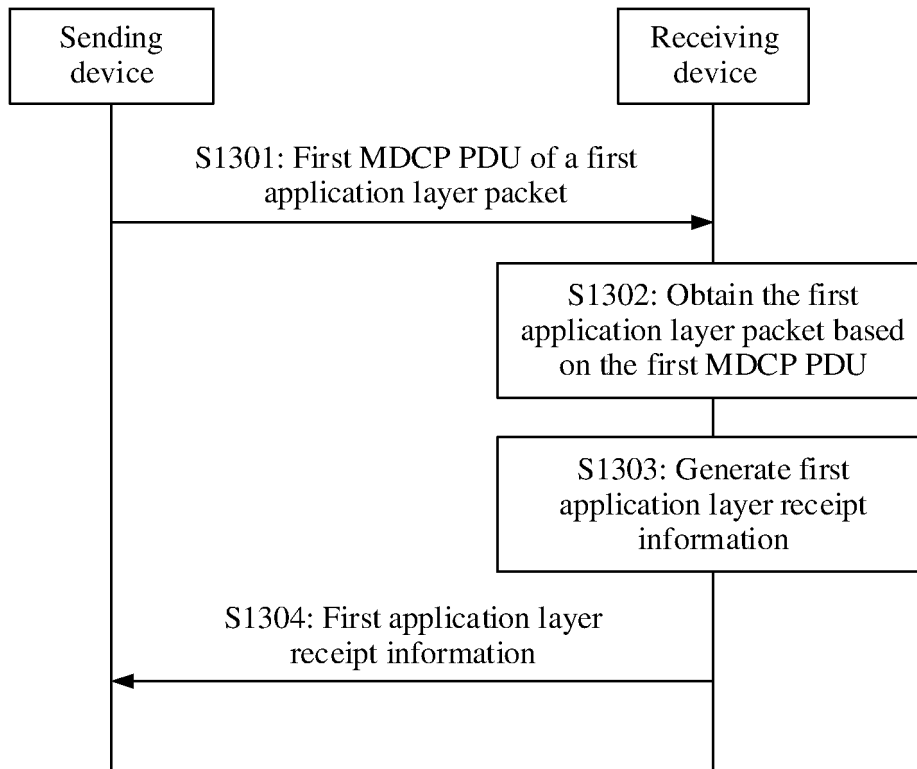 Sending
device
Receiving
device
S1301: First MDCP PDU of a first
application layer packet
S1302: Obtain the first
application layer packet based
on the first MDCP PDU
S1303: Generate first
application layer receipt
information
S1304: First application layer
receipt information